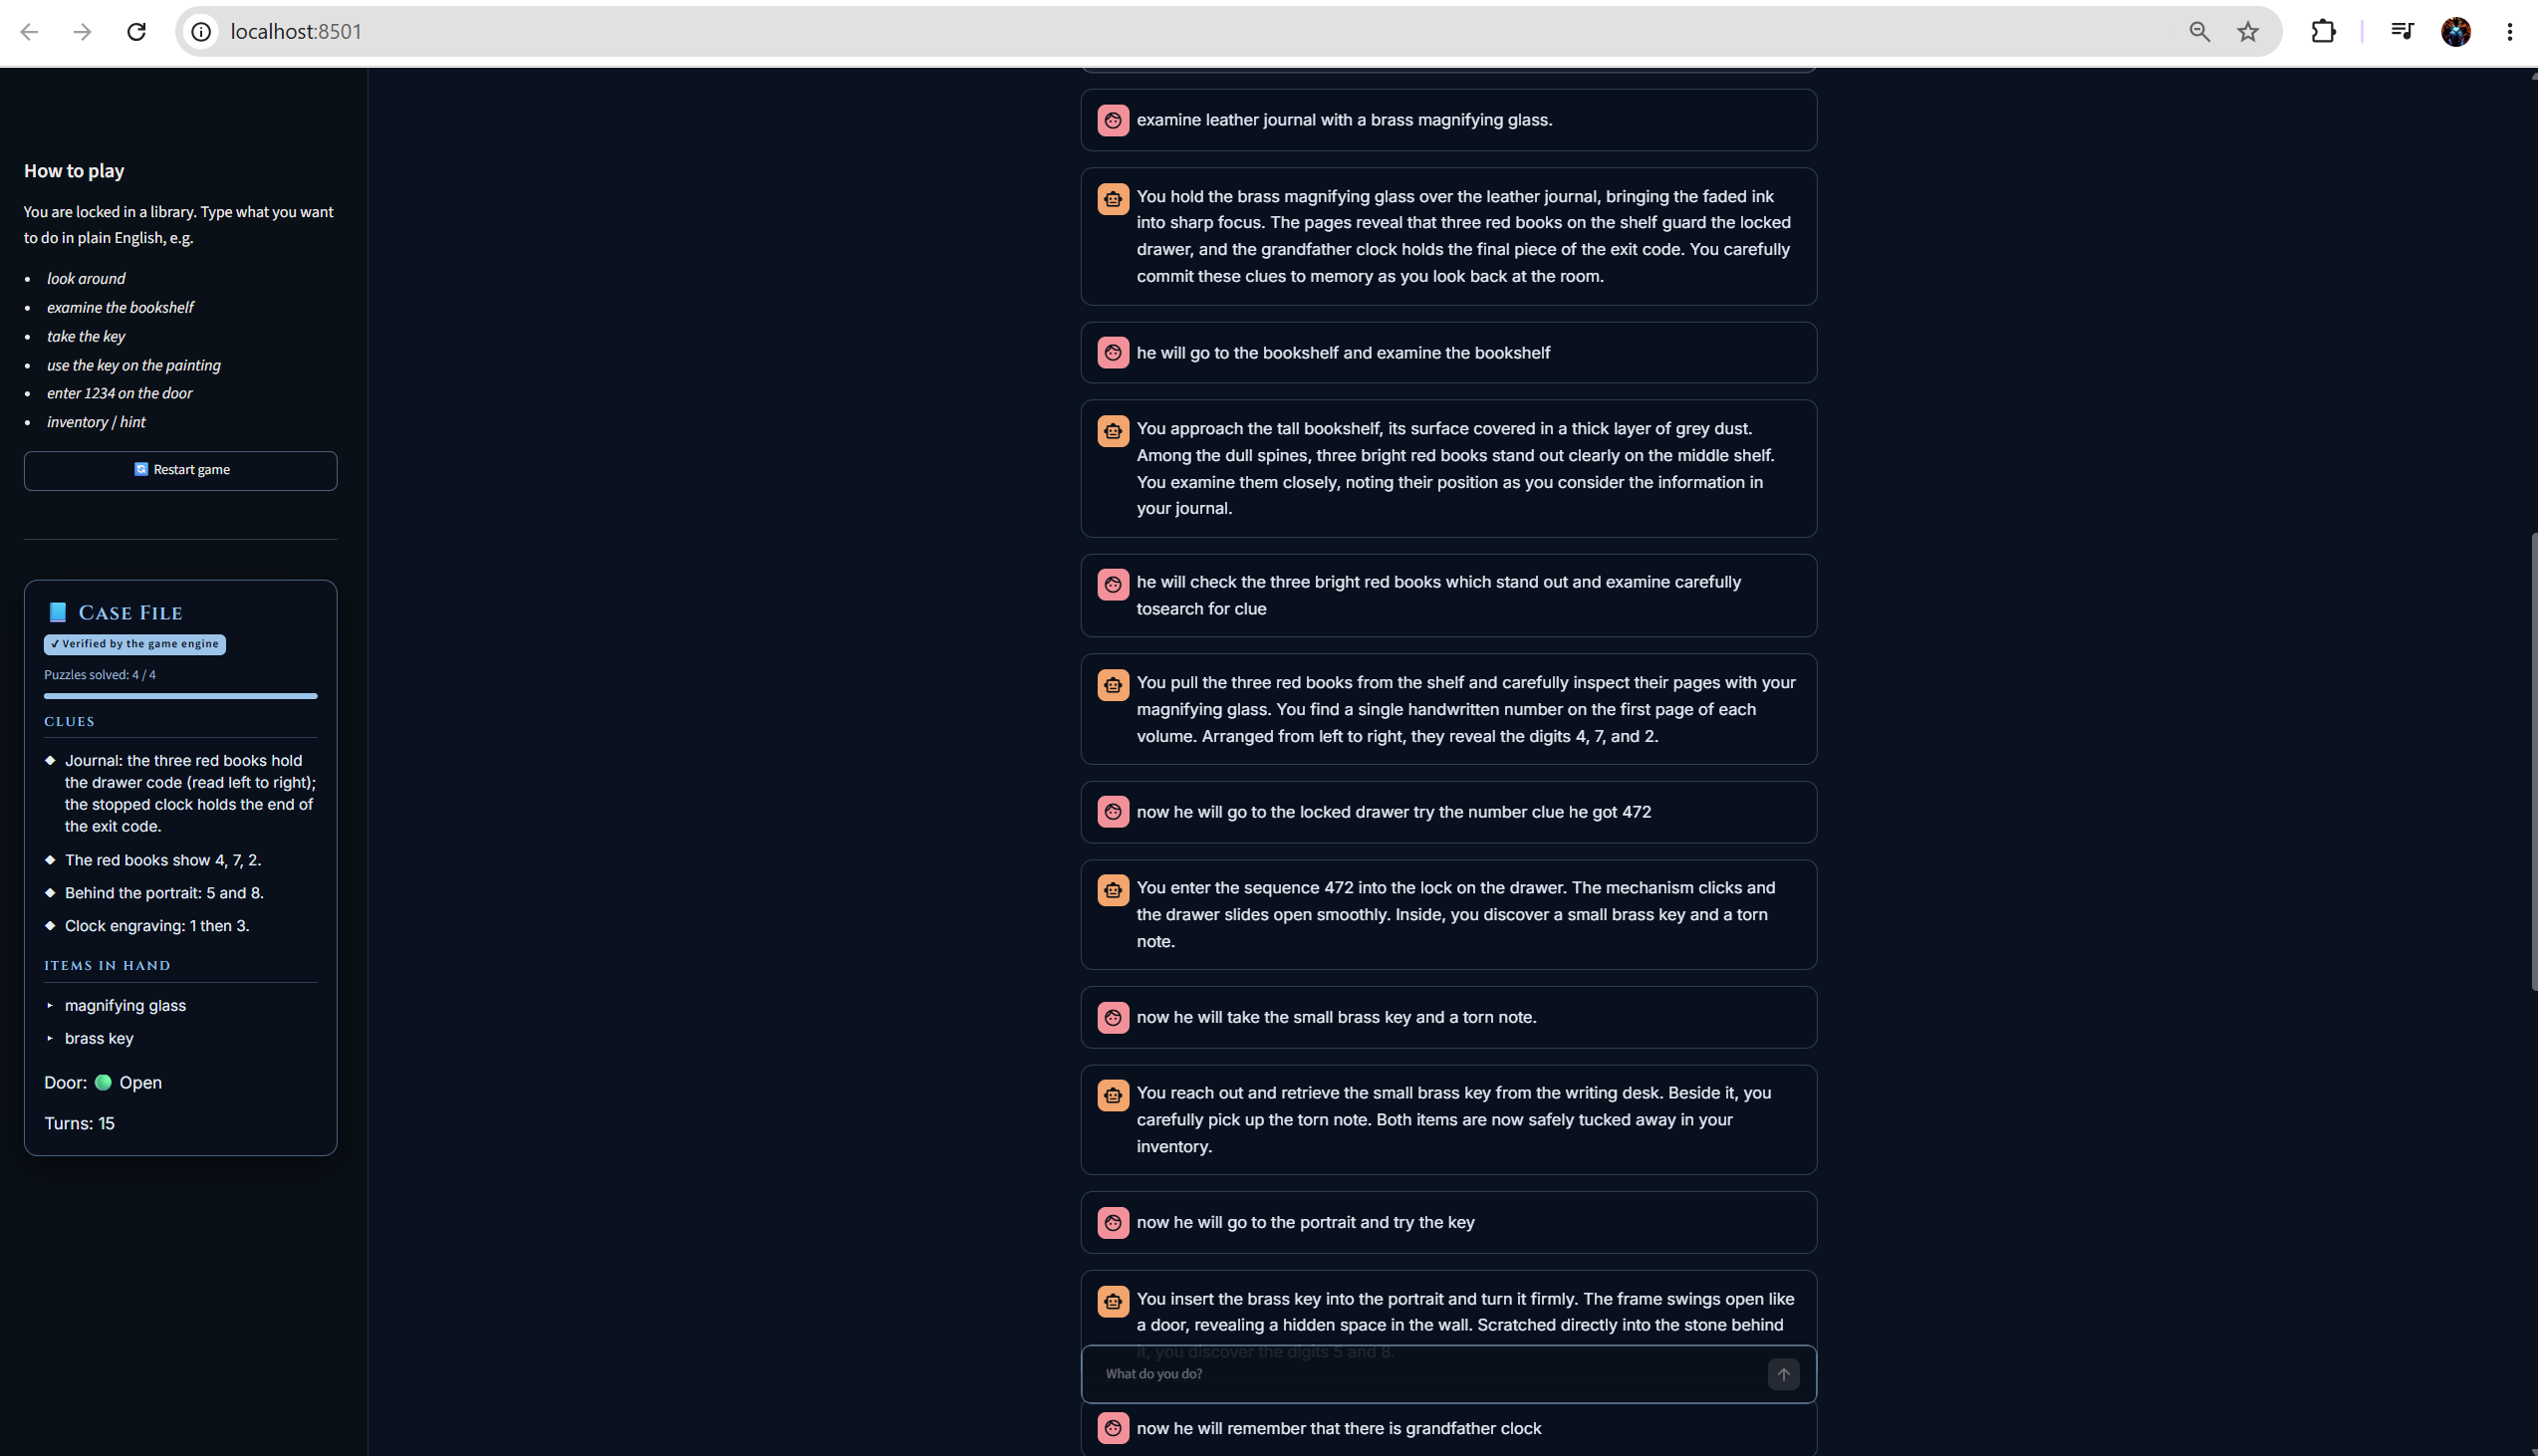 localhost:8501
How to play
You are locked in a library. Type what you want
to do in plain English, e.g.
• look around
• examine the bookshelf
• take the key
• use the key on the painting
• enter 1234 on the door
• inventory / hint
Restart game
Case File
✓ Verified by the game engine
Puzzles solved: 4 / 4
CLUES
◆ Journal: the three red books hold
the drawer code (read left to right);
the stopped clock holds the end of
the exit code.
◆ The red books show 4, 7, 2.
◆ Behind the portrait: 5 and 8.
◆ Clock engraving: 1 then 3.
ITEMS IN HAND
‣ magnifying glass
‣ brass key
Door: Open
Turns: 15
examine leather journal with a brass magnifying glass.
You hold the brass magnifying glass over the leather journal, bringing the faded ink
into sharp focus. The pages reveal that three red books on the shelf guard the locked
drawer, and the grandfather clock holds the final piece of the exit code. You carefully
commit these clues to memory as you look back at the room.
he will go to the bookshelf and examine the bookshelf
You approach the tall bookshelf, its surface covered in a thick layer of grey dust.
Among the dull spines, three bright red books stand out clearly on the middle shelf.
You examine them closely, noting their position as you consider the information in
your journal.
he will check the three bright red books which stand out and examine carefully
tosearch for clue
You pull the three red books from the shelf and carefully inspect their pages with your
magnifying glass. You find a single handwritten number on the first page of each
volume. Arranged from left to right, they reveal the digits 4, 7, and 2.
now he will go to the locked drawer try the number clue he got 472
You enter the sequence 472 into the lock on the drawer. The mechanism clicks and
the drawer slides open smoothly. Inside, you discover a small brass key and a torn
note.
now he will take the small brass key and a torn note.
You reach out and retrieve the small brass key from the writing desk. Beside it, you
carefully pick up the torn note. Both items are now safely tucked away in your
inventory.
now he will go to the portrait and try the key
You insert the brass key into the portrait and turn it firmly. The frame swings open like
a door, revealing a hidden space in the wall. Scratched directly into the stone behind
it, you discover the digits 5 and 8.
What do you do?
now he will remember that there is grandfather clock